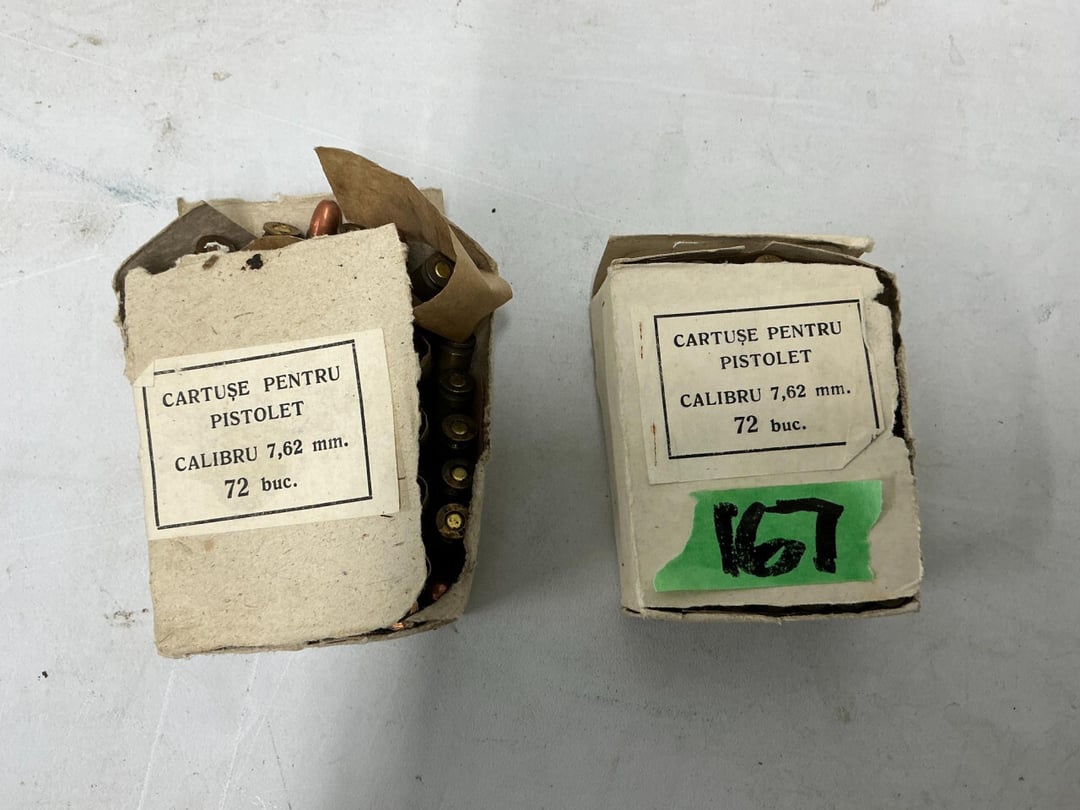 CARTUȘE PENTRU
PISTOLET
CALIBRU 7,62 mm.
72 buc.
CARTUȘE PENTRU
PISTOLET
CALIBRU 7,62 mm.
72 buc.
167